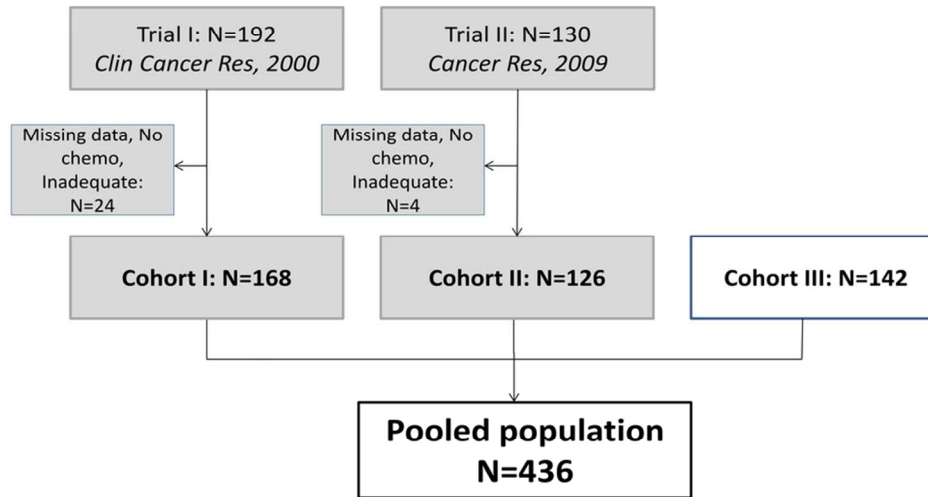 Trial I: N=192
Clin Cancer Res, 2000
Trial II: N=130
Cancer Res, 2009
Missing data, No
chemo,
Inadequate:
N=24
Missing data, No
chemo,
Inadequate:
N=4
Cohort I: N=168
Cohort II: N=126
Cohort III: N=142
Pooled population
N=436